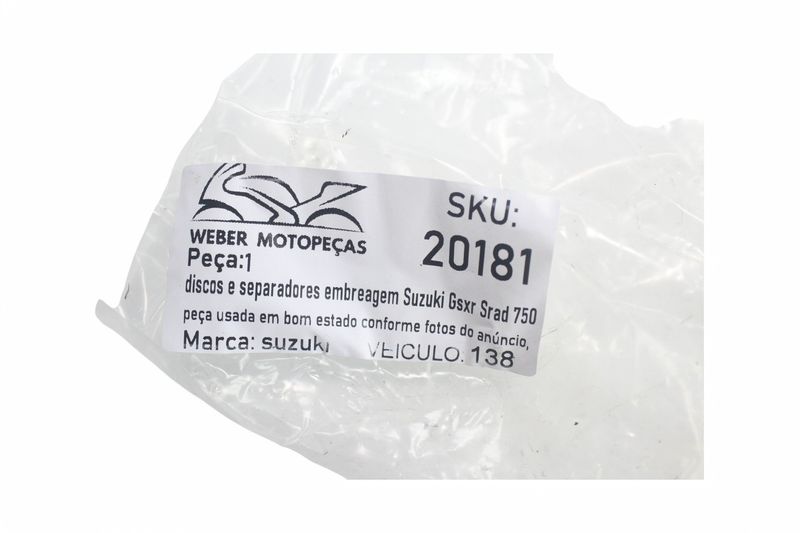 WEBER MOTOPEÇAS
SKU:
20181
Peça:1
discos e separadores embreagem Suzuki Gsxr Srad 750
peça usada em bom estado conforme fotos do anúncio,
Marca: suzuki VEICULO: 138